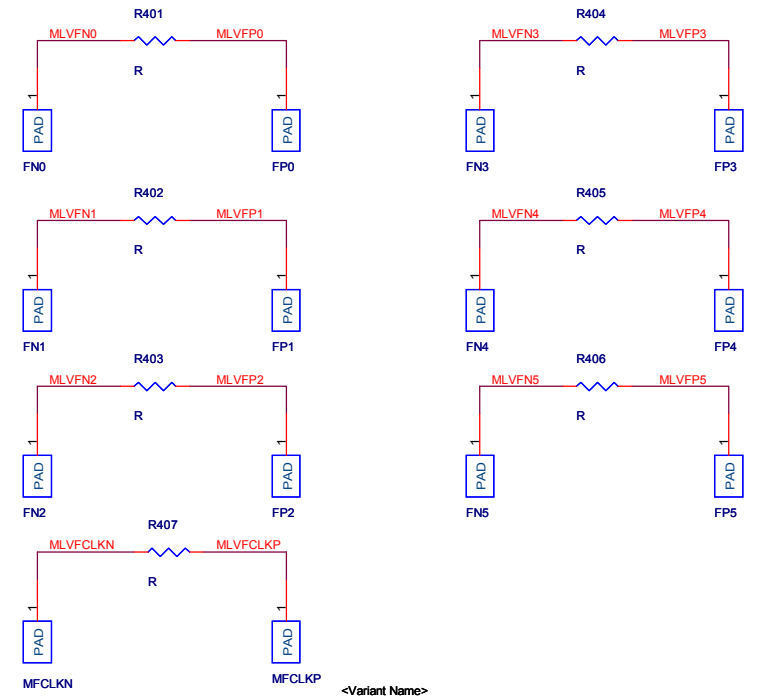 R401
MLVFN0 MLVFP0
R
1 1
PAD PAD
FN0 FP0
R404
MLVFN3 MLVFP3
R
1 1
PAD PAD
FN3 FP3
R402
MLVFN1 MLVFP1
R
1 1
PAD PAD
FN1 FP1
R405
MLVFN4 MLVFP4
R
1 1
PAD PAD
FN4 FP4
R403
MLVFN2 MLVFP2
R
1 1
PAD PAD
FN2 FP2
R406
MLVFN5 MLVFP5
R
1 1
PAD PAD
FN5 FP5
R407
MLVFCLKN MLVFCLKP
R
1 1
PAD PAD
MFCLKN MFCLKP
<Variant Name>